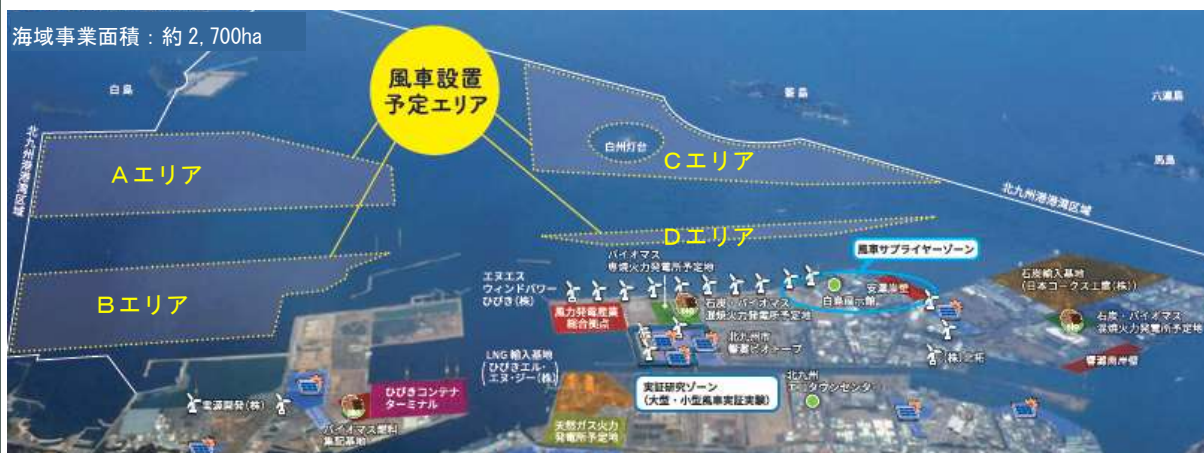 海域事業面積：約2,700ha
白島
風車設置
予定エリア
藍島
六連島
馬島
白州灯台
北九州港港湾区域
北九州港港湾区域
Aエリア
Bエリア
Cエリア
Dエリア
風車サプライヤーゾーン
バイオマス
専焼火力発電所予定地
エヌエス
ウィンドパワー
ひびき(株)
風力発電産業
総合拠点
石炭・バイオマス
混焼火力発電所予定地
白島展示館
安瀬岸壁
石炭輸入基地
(日本コークス工業(株))
石炭・バイオマス
混焼火力発電所予定地
響灘南岸壁
北九州市
響灘ビオトープ
(株)北拓
LNG輸入基地
(ひびきエル・
エヌ・ジー(株))
実証研究ゾーン
(大型・小型風車実証実験)
北九州
エコタウンセンター
電源開発(株)
ひびきコンテナ
ターミナル
バイオマス燃料
集配基地
天然ガス火力
発電所予定地